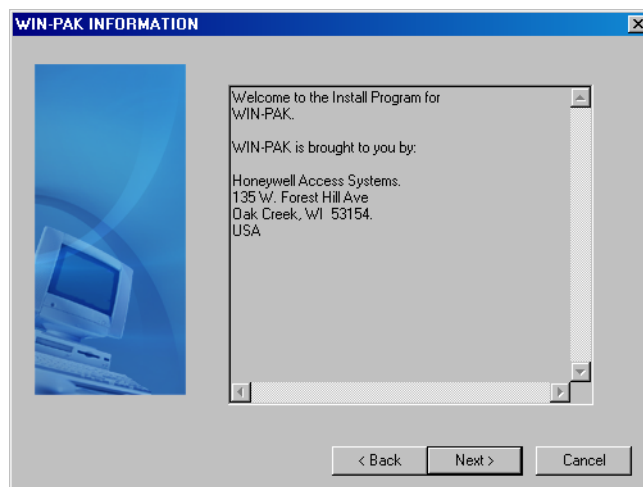 WIN-PAK INFORMATION
Welcome to the Install Program for
WIN-PAK.
WIN-PAK is brought to you by:
Honeywell Access Systems.
135 W. Forest Hill Ave
Oak Creek, WI  53154.
USA
< Back
Next >
Cancel